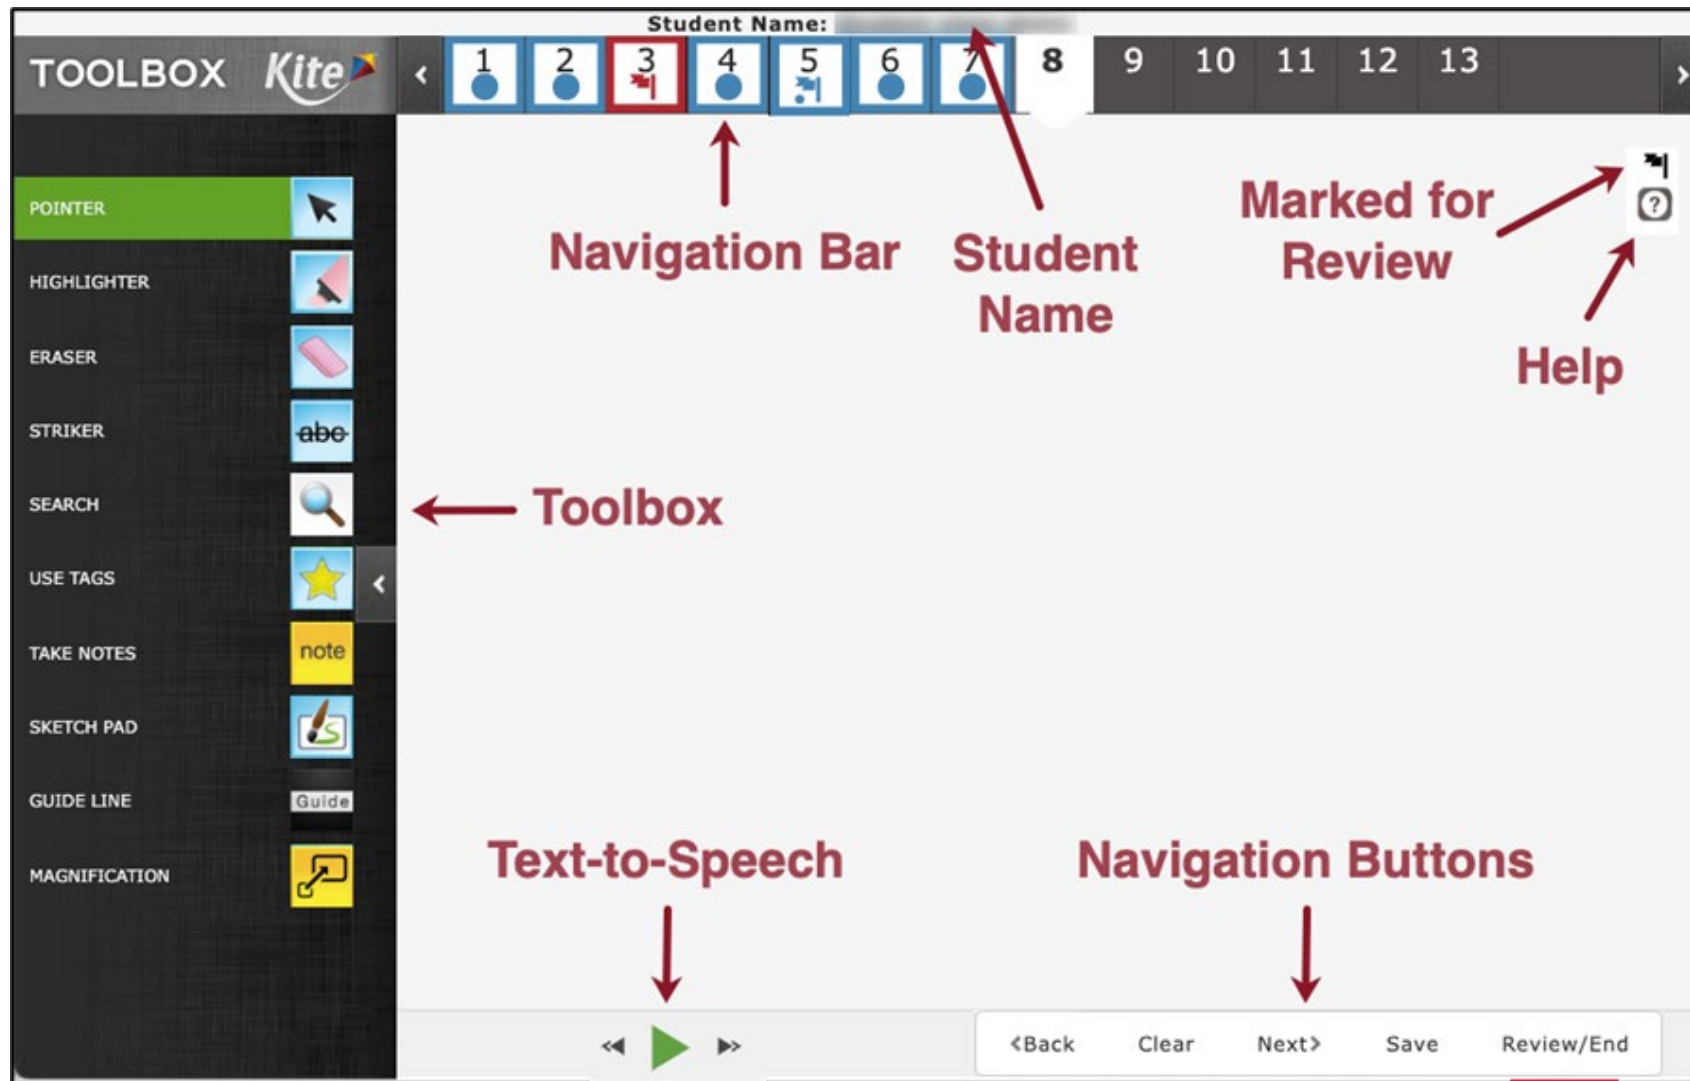 Student Name:
TOOLBOX Kite
1 2 3 4 5 6 7 8 9 10 11 12 13
POINTER
HIGHLIGHTER
ERASER
STRIKER
abc
SEARCH
USE TAGS
TAKE NOTES
note
SKETCH PAD
GUIDE LINE
Guide
MAGNIFICATION
Navigation Bar
Student
Name
Marked for
Review
?
Help
Toolbox
Text-to-Speech
Navigation Buttons
<Back Clear Next> Save Review/End